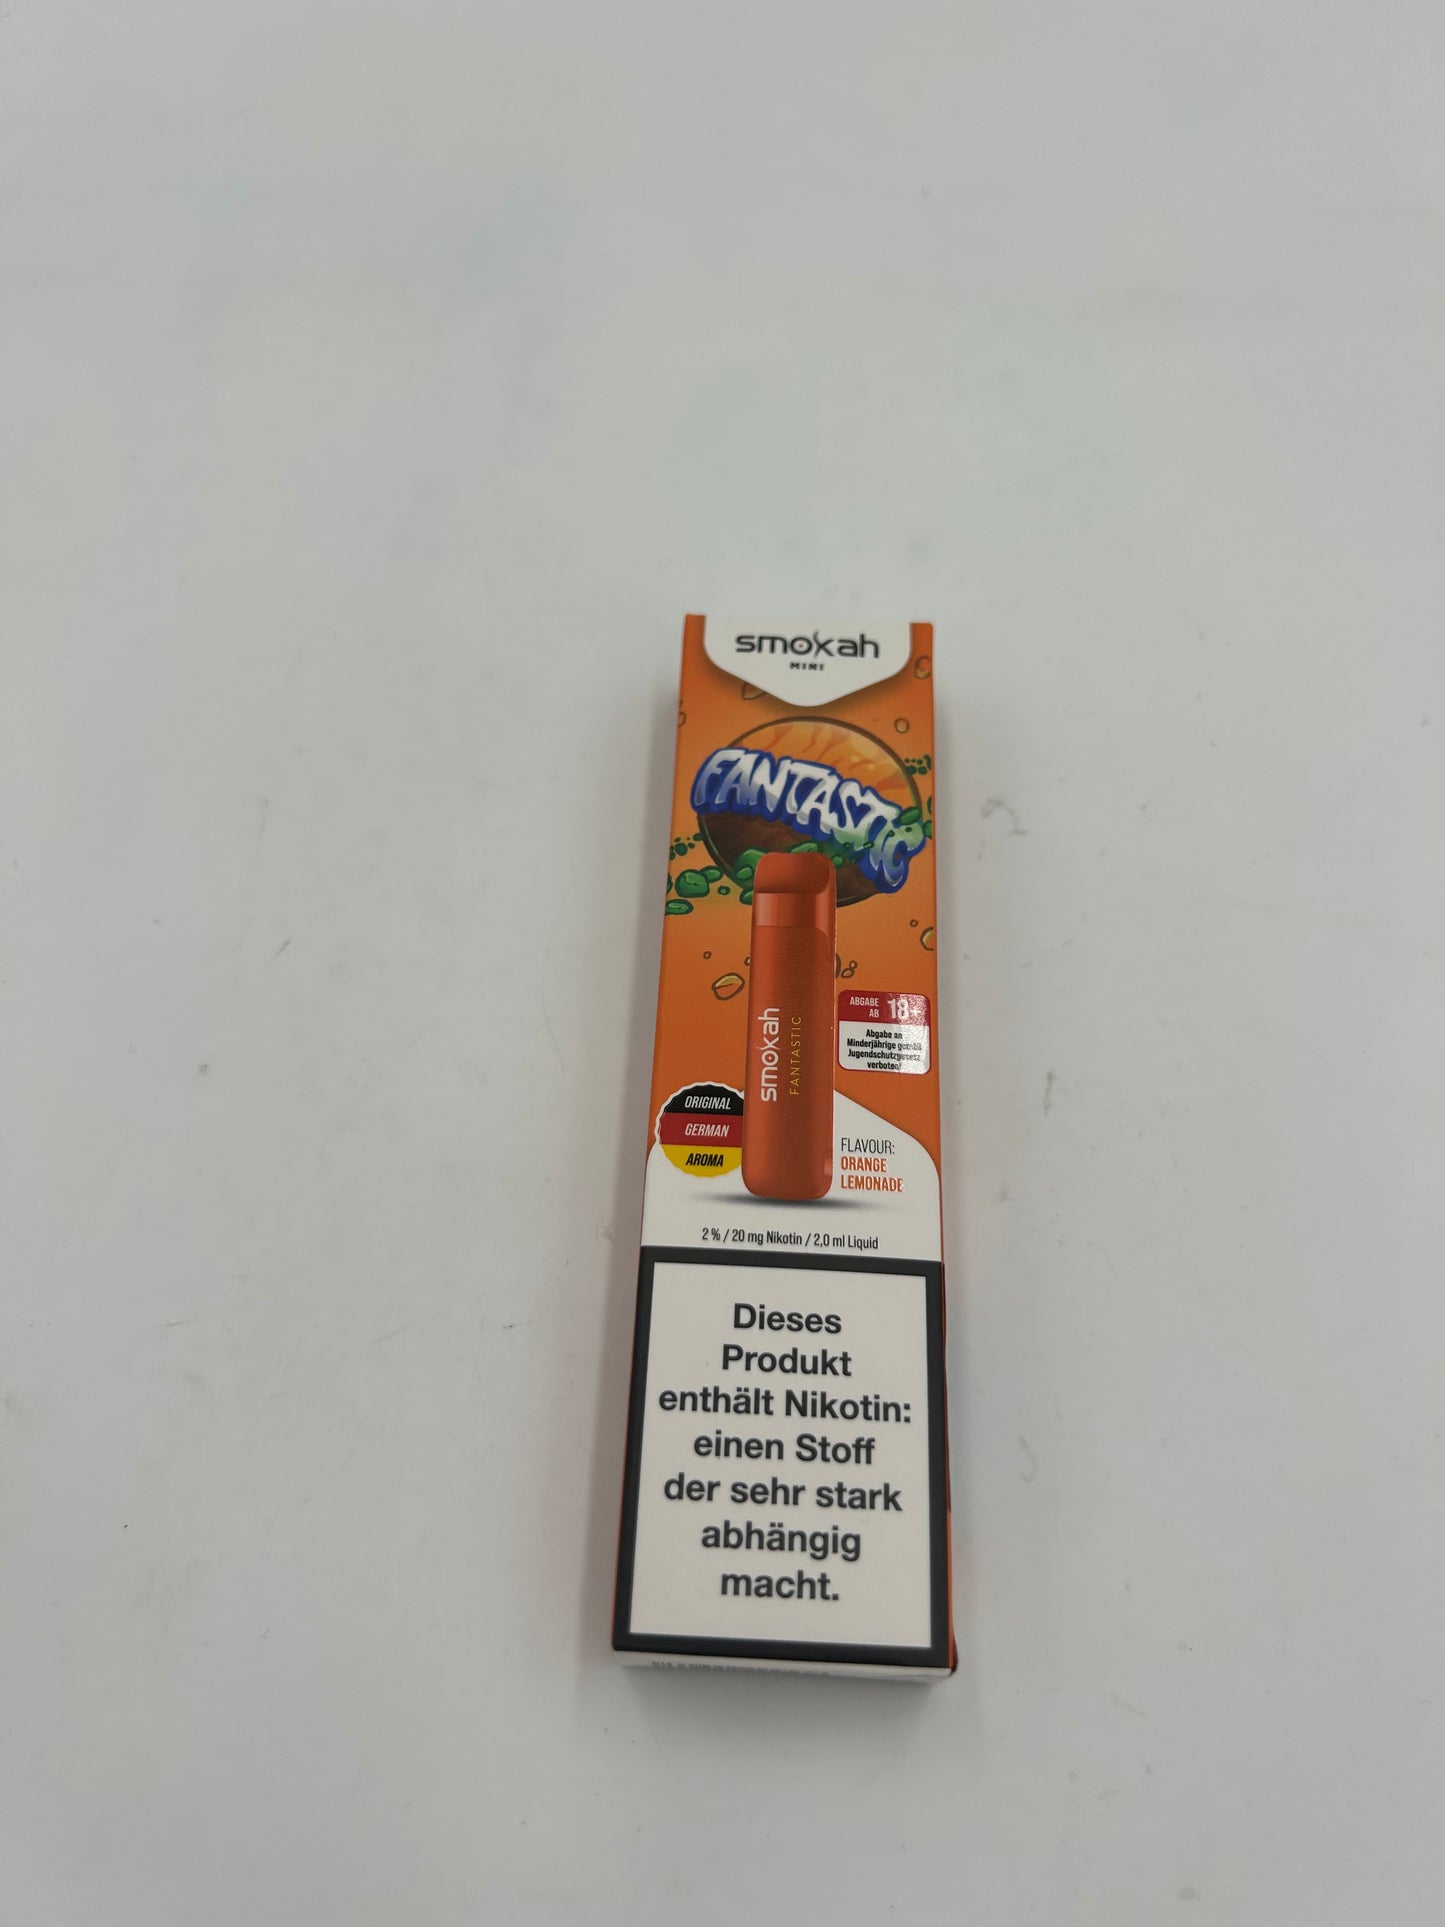 smokah
MINI
FANTASTIC
smokah
FANTASTIC
ABGABE
AB 18+
Abgabe an
Minderjährige gemäß
Jugendschutzgesetz
verboten!
ORIGINAL
GERMAN
AROMA
FLAVOUR:
ORANGE
LEMONADE
2 % / 20 mg Nikotin / 2,0 ml Liquid
Dieses
Produkt
enthält Nikotin:
einen Stoff
der sehr stark
abhängig
macht.